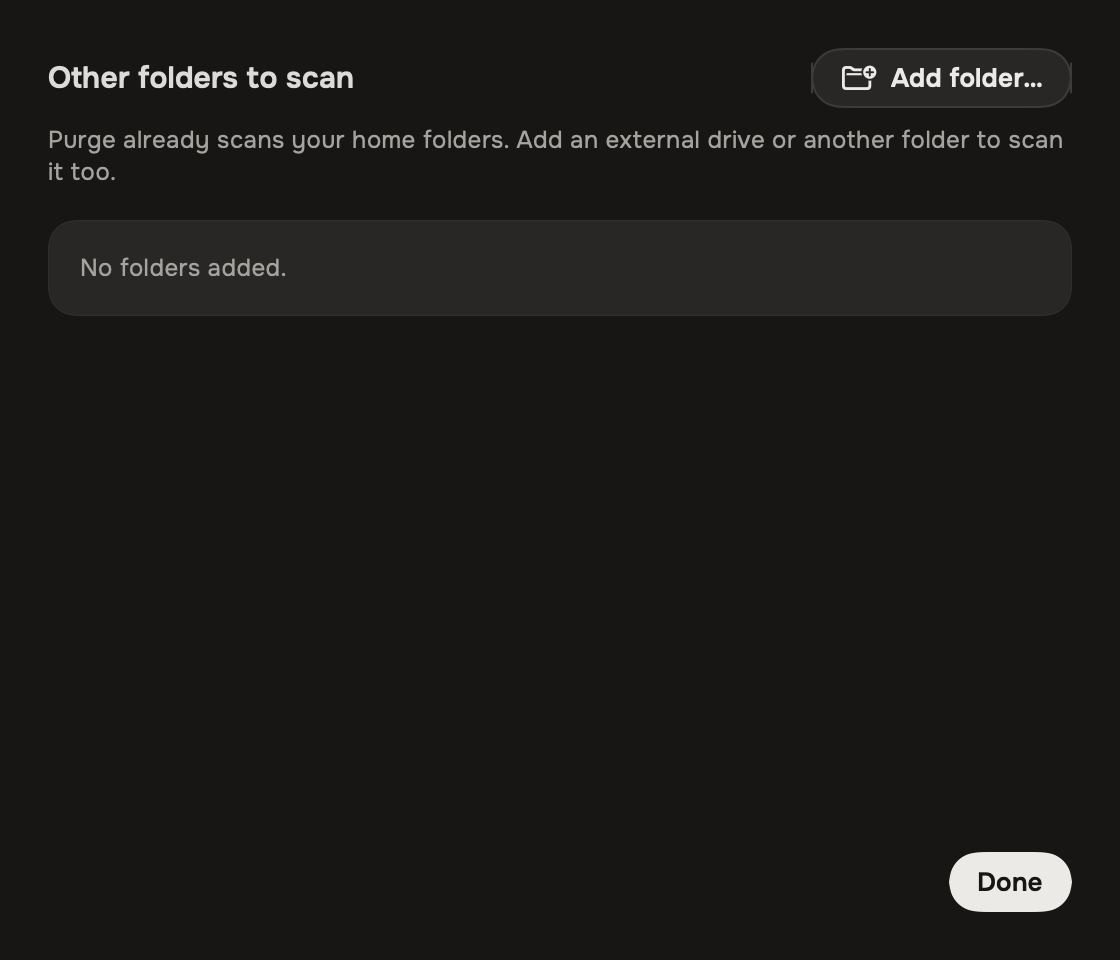 Other folders to scan
Add folder...
Purge already scans your home folders. Add an external drive or another folder to scan
it too.
No folders added.
Done